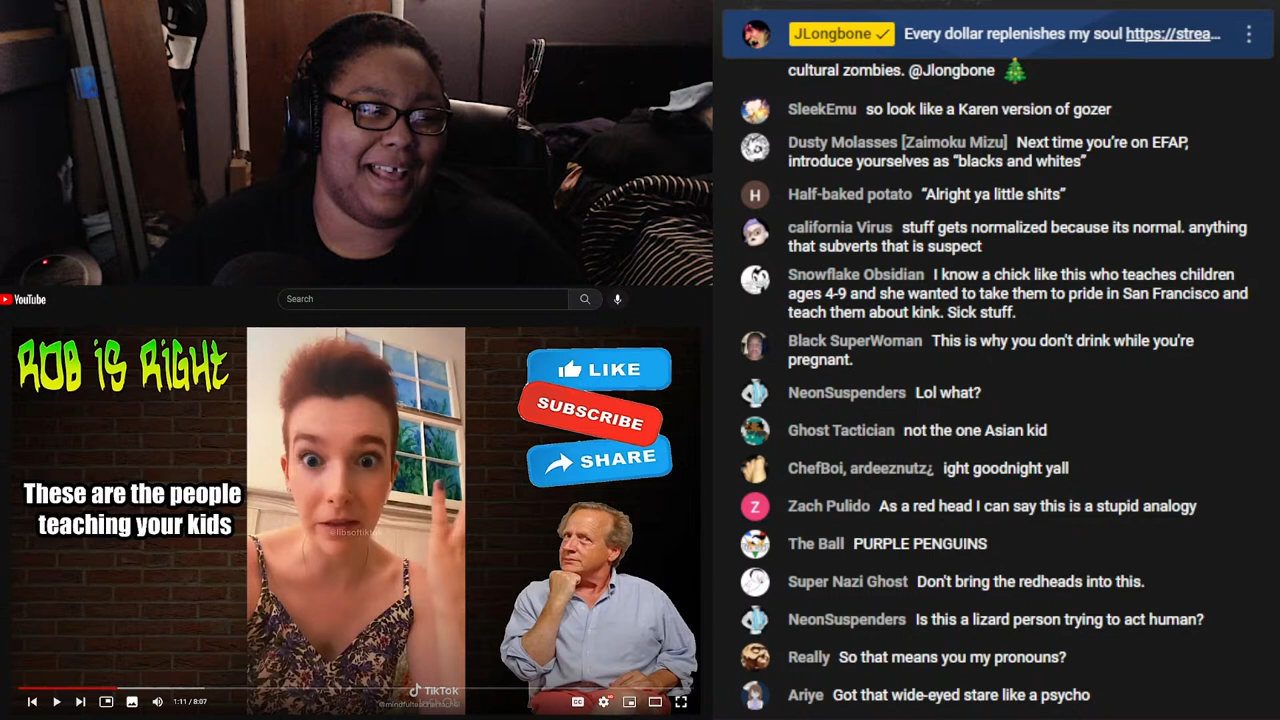 JLongbone Every dollar replenishes my soul https://strea...
cultural zombies. @Jlongbone
SleekEmu so look like a Karen version of gozer
Dusty Molasses [Zaimoku Mizu] Next time you're on EFAP,
introduce yourselves as “blacks and whites”
H
Half-baked potato “Alright ya little shits”
california Virus stuff gets normalized because its normal. anything
that subverts that is suspect
Snowflake Obsidian I know a chick like this who teaches children
ages 4-9 and she wanted to take them to pride in San Francisco and
teach them about kink. Sick stuff.
Black SuperWoman This is why you don't drink while you're
pregnant.
NeonSuspenders Lol what?
Ghost Tactician not the one Asian kid
ChefBoi, ardeeznutz¿ ight goodnight yall
Z
Zach Pulido As a red head I can say this is a stupid analogy
The Ball PURPLE PENGUINS
Super Nazi Ghost Don't bring the redheads into this.
NeonSuspenders Is this a lizard person trying to act human?
Really So that means you my pronouns?
Ariye Got that wide-eyed stare like a psycho
YouTube
Search
ROB iS RiGHt
These are the people
teaching your kids
LIKE
SUBSCRIBE
SHARE
@libsoftiktok
TikTok
1:11 / 8:07
CC